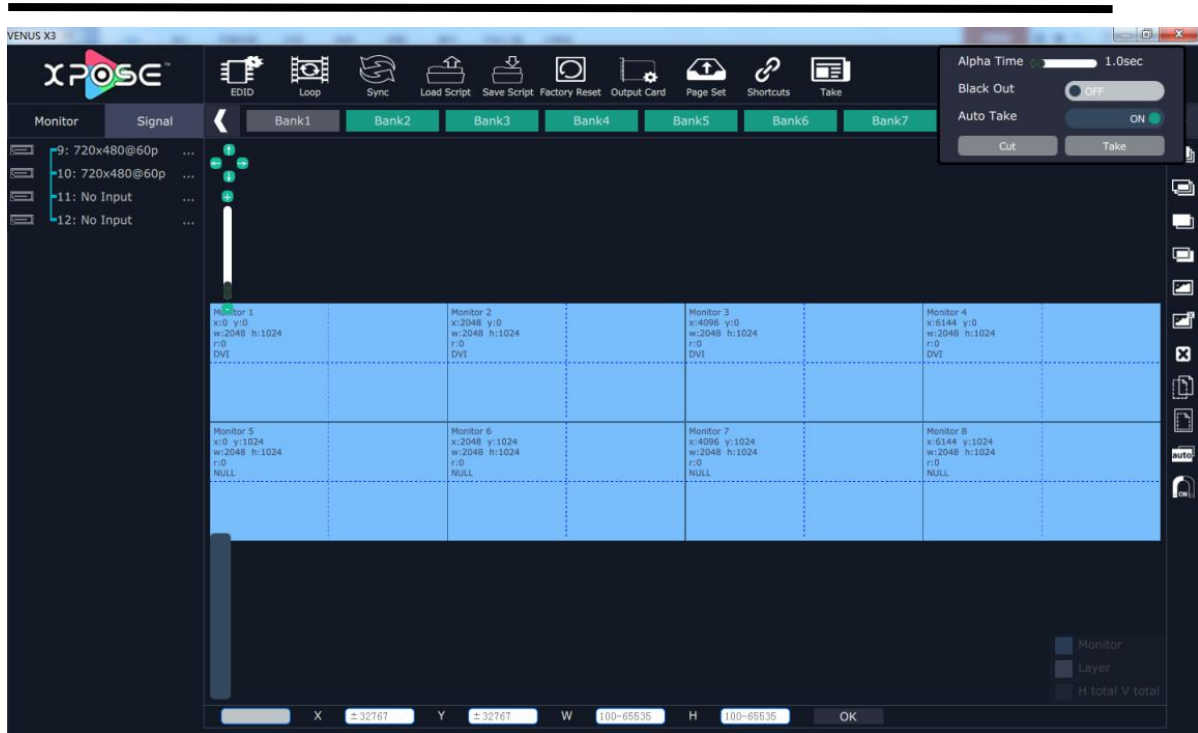 VENUS X3
XPOSE™
EDID
Loop
Sync
Load Script
Save Script
Factory Reset
Output Card
Page Set
Shortcuts
Take
Alpha Time 1.0sec
Black Out OFF
Auto Take ON
Cut Take
Monitor Signal
Bank1 Bank2 Bank3 Bank4 Bank5 Bank6 Bank7
9: 720x480@60p ...
10: 720x480@60p ...
11: No Input ...
12: No Input ...
Monitor 1
x:0 y:0
w:2048 h:1024
r:0
DVI
Monitor 2
x:2048 y:0
w:2048 h:1024
r:0
DVI
Monitor 3
x:4096 y:0
w:2048 h:1024
r:0
DVI
Monitor 4
x:6144 y:0
w:2048 h:1024
r:0
DVI
Monitor 5
x:0 y:1024
w:2048 h:1024
r:0
NULL
Monitor 6
x:2048 y:1024
w:2048 h:1024
r:0
NULL
Monitor 7
x:4096 y:1024
w:2048 h:1024
r:0
NULL
Monitor 8
x:6144 y:1024
w:2048 h:1024
r:0
NULL
auto
ON
Monitor
Layer
H total V total
X ±32767 Y ±32767 W 100-65535 H 100-65535 OK